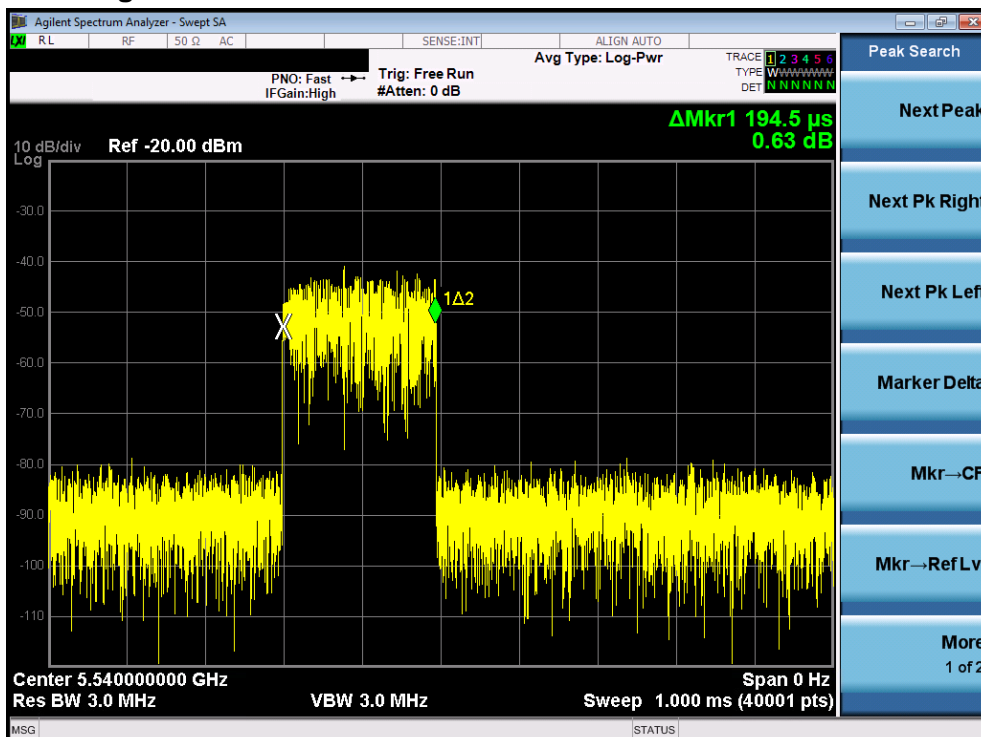 Agilent Spectrum Analyzer - Swept SA
LXI RL RF 50 Ω AC SENSE:INT ALIGN AUTO
Avg Type: Log-Pwr
TRACE 1 2 3 4 5 6
TYPE WWWWWW
DET N N N N N N
PNO: Fast
IFGain:High
Trig: Free Run
#Atten: 0 dB
ΔMkr1 194.5 µs
0.63 dB
10 dB/div
Log
Ref -20.00 dBm
-30.0
-40.0
-50.0
-60.0
-70.0
-80.0
-90.0
-100
-110
1Δ2
X
Center 5.540000000 GHz
Span 0 Hz
Res BW 3.0 MHz
VBW 3.0 MHz
Sweep 1.000 ms (40001 pts)
MSG
STATUS
Peak Search
Next Peak
Next Pk Right
Next Pk Left
Marker Delta
Mkr→CF
Mkr→Ref Lv
More
1 of 2